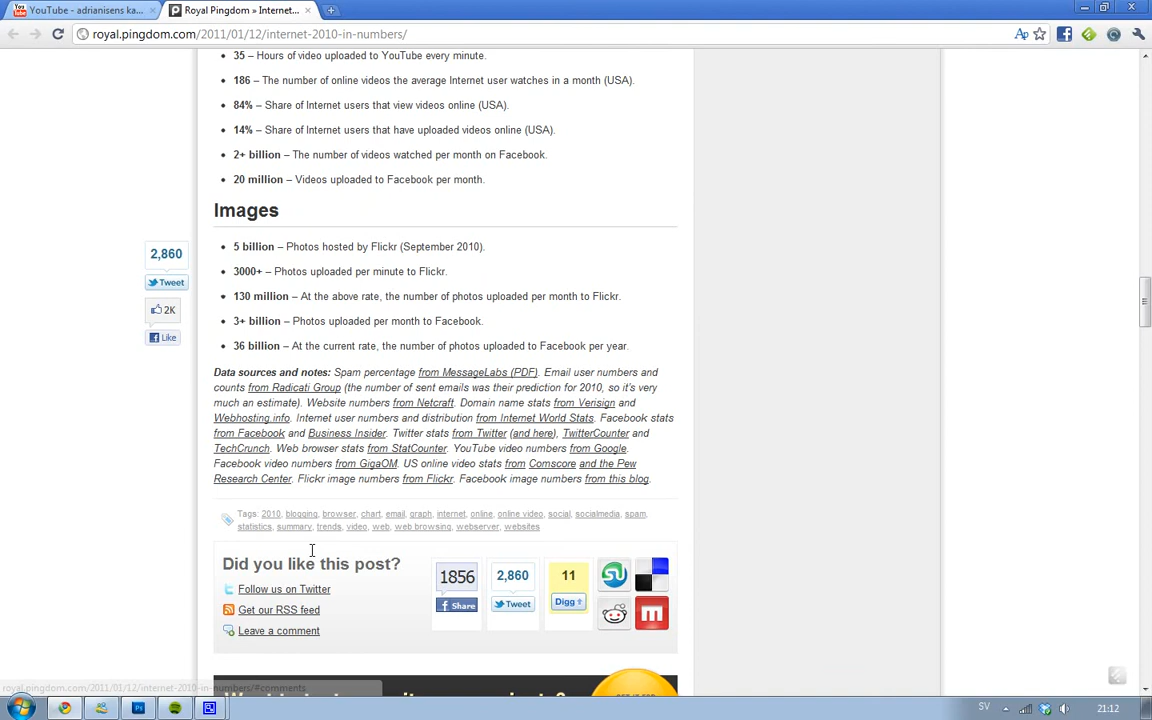 YouTube - adrianisens ka...
Royal Pingdom » Internet...
royal.pingdom.com/2011/01/12/internet-2010-in-numbers/
35 – Hours of video uploaded to YouTube every minute.
186 – The number of online videos the average Internet user watches in a month (USA).
84% – Share of Internet users that view videos online (USA).
14% – Share of Internet users that have uploaded videos online (USA).
2+ billion – The number of videos watched per month on Facebook.
20 million – Videos uploaded to Facebook per month.
Images
5 billion – Photos hosted by Flickr (September 2010).
3000+ – Photos uploaded per minute to Flickr.
130 million – At the above rate, the number of photos uploaded per month to Flickr.
3+ billion – Photos uploaded per month to Facebook.
36 billion – At the current rate, the number of photos uploaded to Facebook per year.
2,860
Tweet
2K
Like
Data sources and notes: Spam percentage from MessageLabs (PDF). Email user numbers and
counts from Radicati Group (the number of sent emails was their prediction for 2010, so it's very
much an estimate). Website numbers from Netcraft. Domain name stats from Verisign and
Webhosting.info. Internet user numbers and distribution from Internet World Stats. Facebook stats
from Facebook and Business Insider. Twitter stats from Twitter (and here), TwitterCounter and
TechCrunch. Web browser stats from StatCounter. YouTube video numbers from Google.
Facebook video numbers from GigaOM. US online video stats from Comscore and the Pew
Research Center. Flickr image numbers from Flickr. Facebook image numbers from this blog.
Tags: 2010, blogging, browser, chart, email, graph, internet, online, online video, social, socialmedia, spam,
statistics, summary, trends, video, web, web browsing, webserver, websites
Did you like this post?
Follow us on Twitter
Get our RSS feed
Leave a comment
1856
Share
2,860
Tweet
11
Digg
royal.pingdom.com/2011/01/12/internet-2010-in-numbers/#comments
SV
21:12